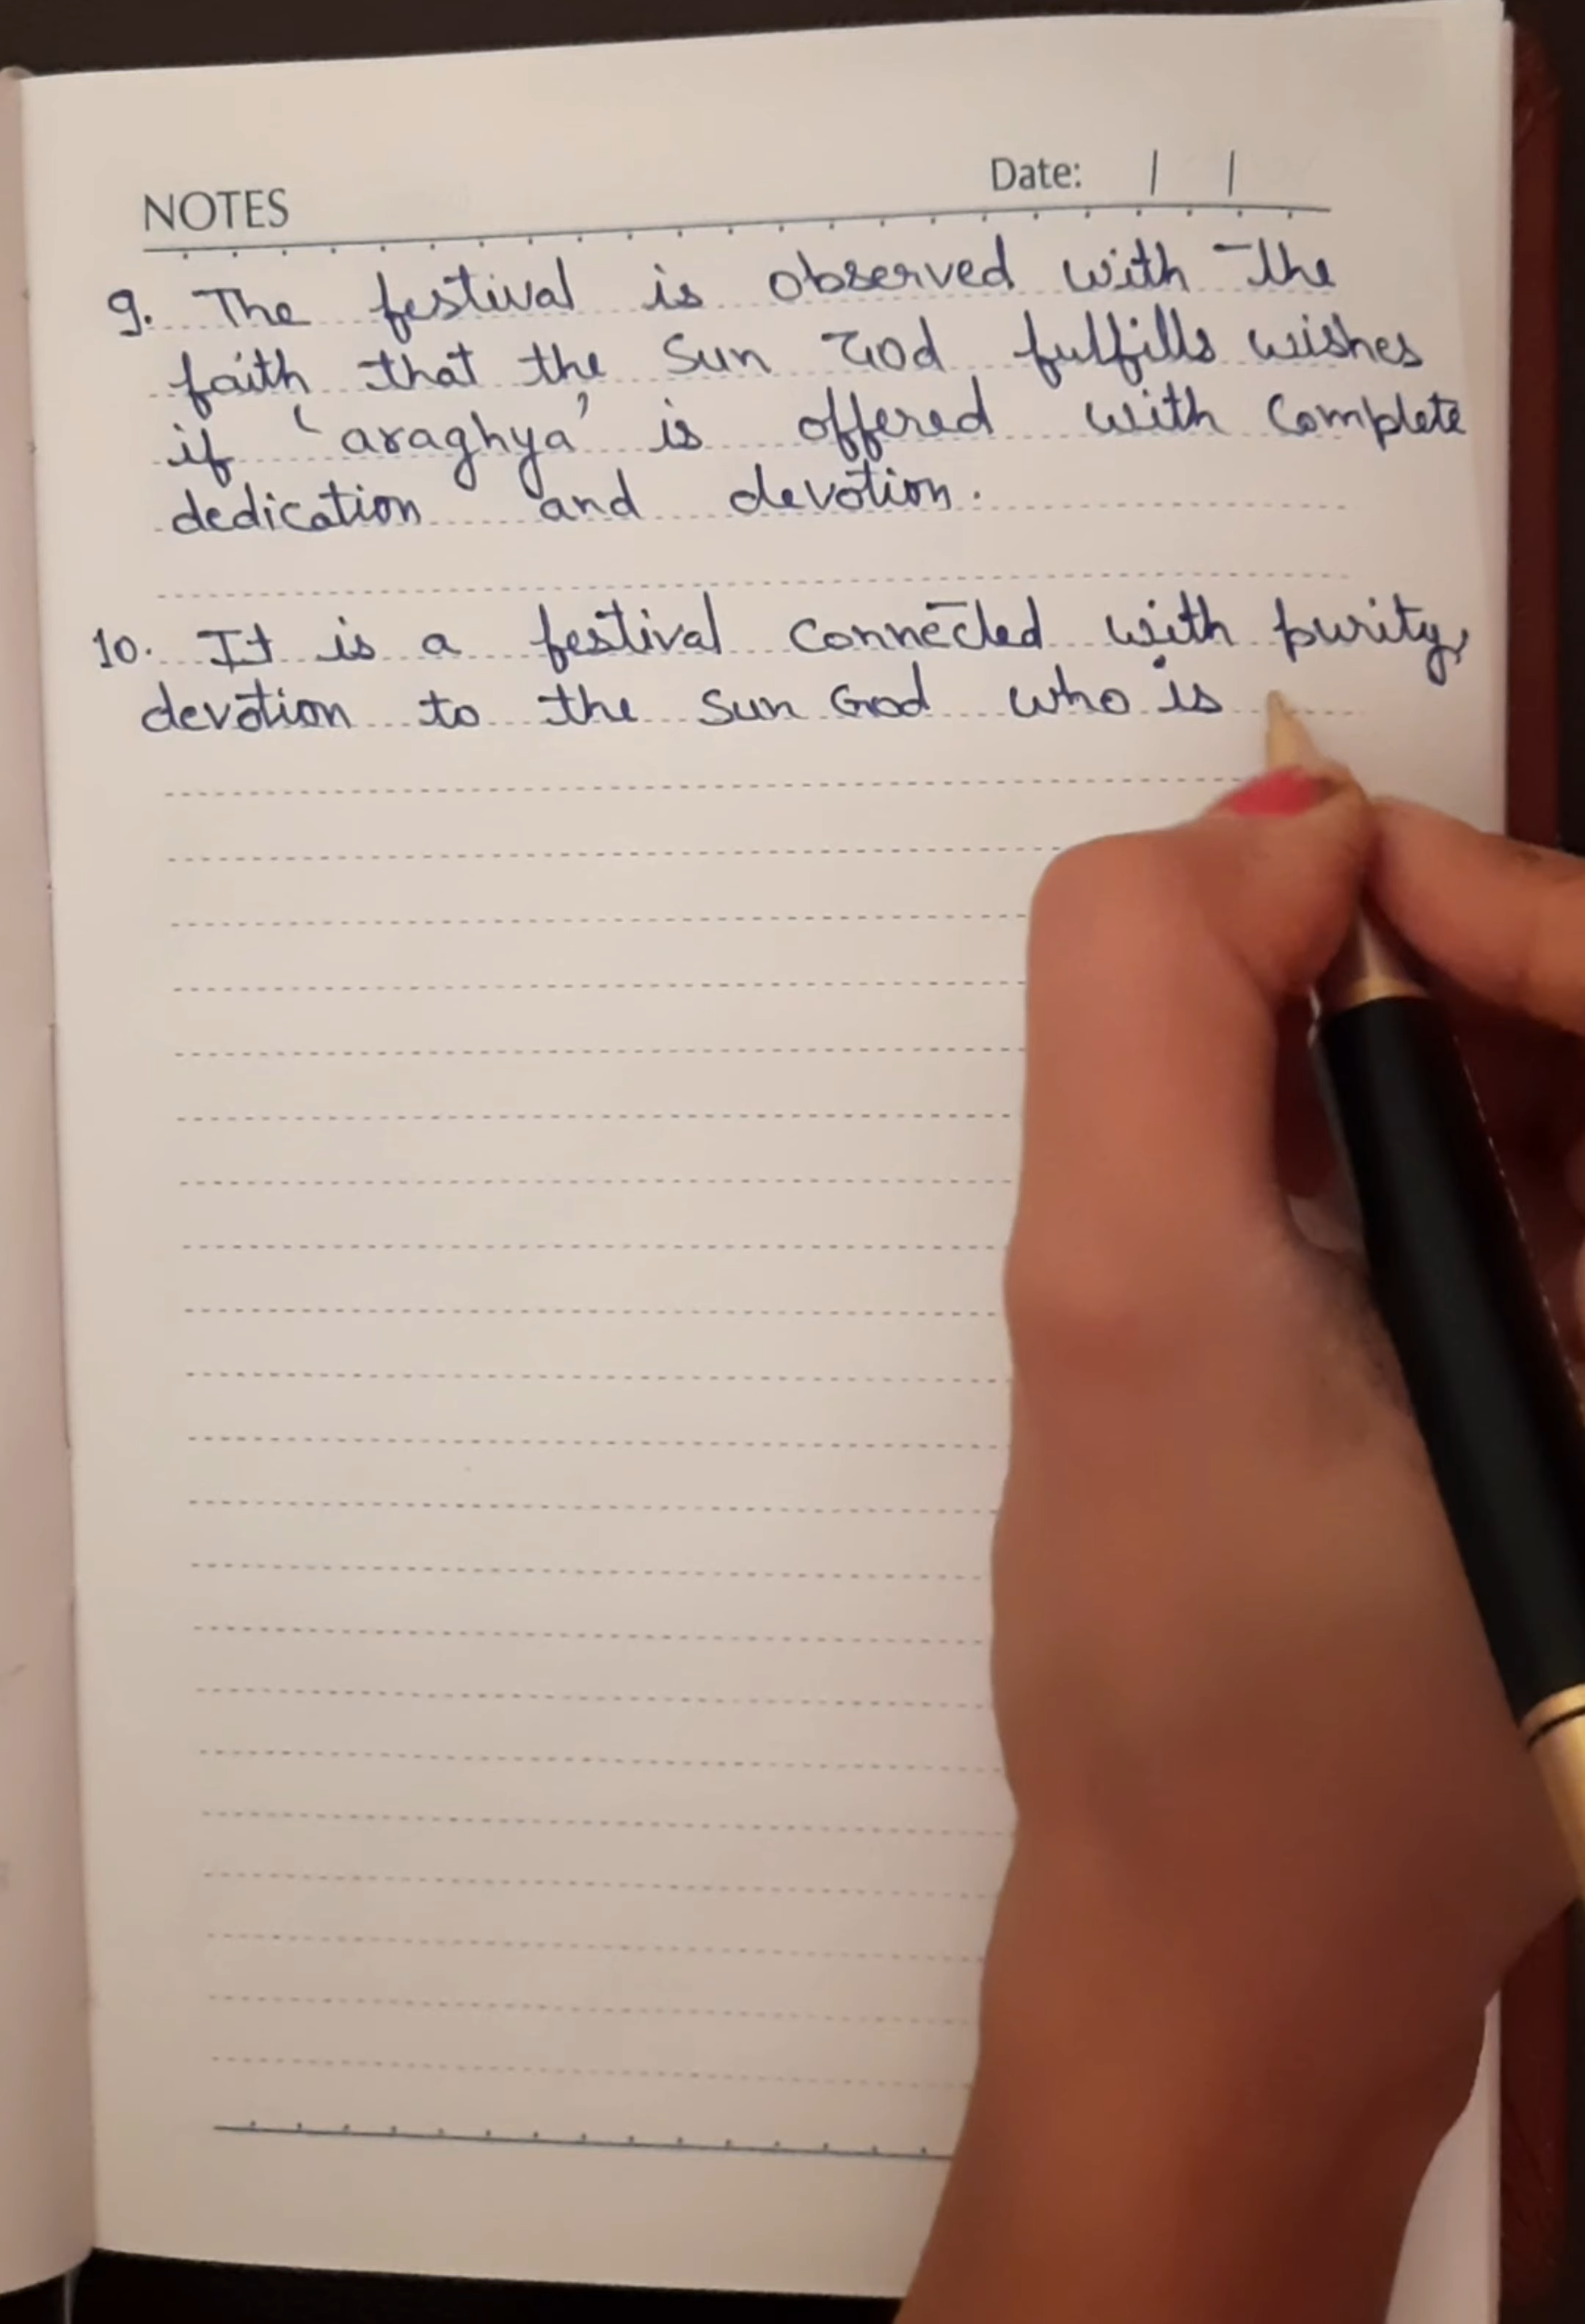 NOTES
Date: / /
9. The festival is observed with the
faith that the Sun God fulfills wishes
if 'araghya' is offered with Complete
dedication and devotion.
10. It is a festival connected with purity,
devotion to the Sun God who is